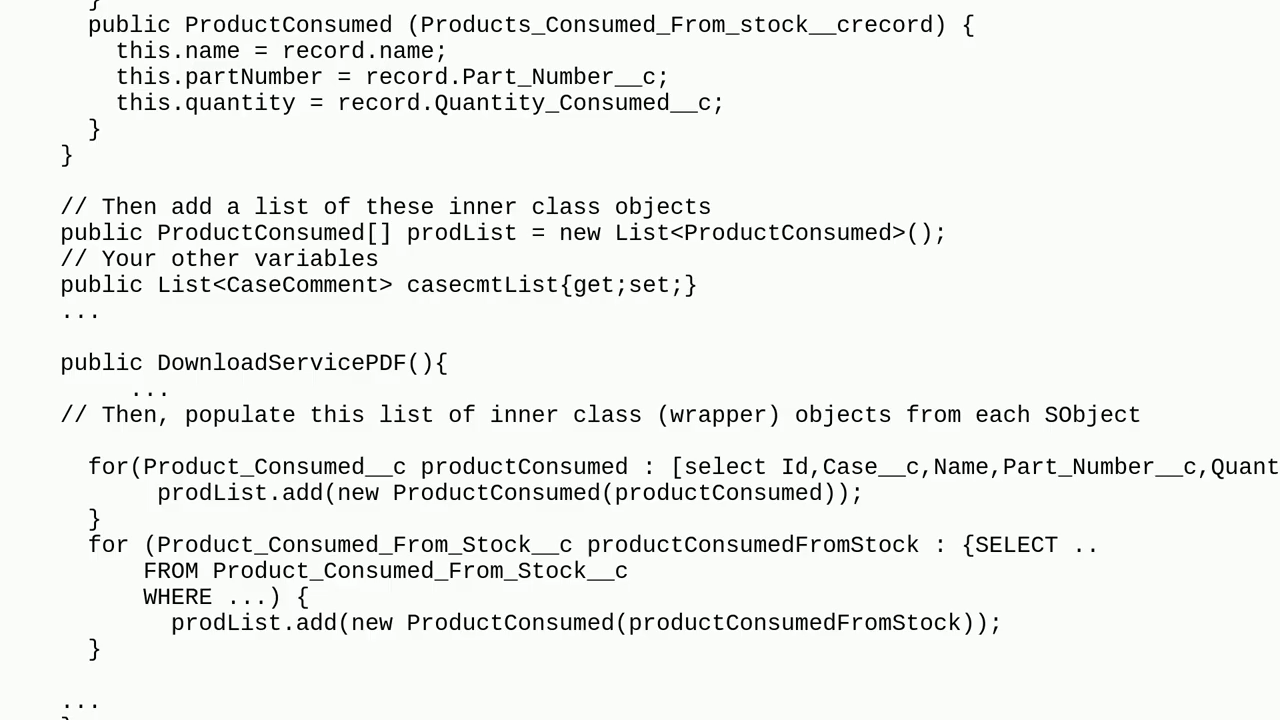 }
public ProductConsumed (Products_Consumed_From_stock__crecord) {
this.name = record.name;
this.partNumber = record.Part_Number__c;
this.quantity = record.Quantity_Consumed__c;
}
}
// Then add a list of these inner class objects
public ProductConsumed[] prodList = new List<ProductConsumed>();
// Your other variables
public List<CaseComment> casecmtList{get;set;}
...
public DownloadServicePDF(){
...
// Then, populate this list of inner class (wrapper) objects from each SObject
for(Product_Consumed__c productConsumed : [select Id,Case__c,Name,Part_Number__c,Quant
prodList.add(new ProductConsumed(productConsumed));
}
for (Product_Consumed_From_Stock__c productConsumedFromStock : {SELECT ..
FROM Product_Consumed_From_Stock__c
WHERE ...) {
prodList.add(new ProductConsumed(productConsumedFromStock));
}
...
}